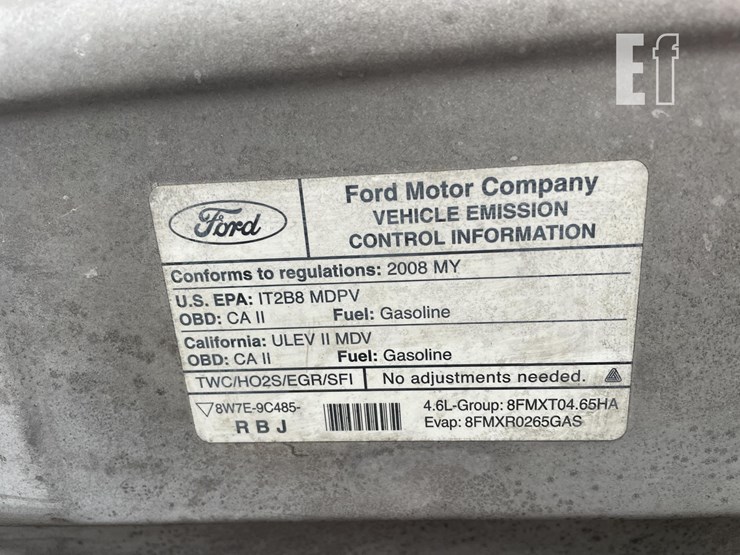 Ef
Ford
Ford Motor Company
VEHICLE EMISSION
CONTROL INFORMATION
Conforms to regulations: 2008 MY
U.S. EPA: IT2B8 MDPV
OBD: CA II Fuel: Gasoline
California: ULEV II MDV
OBD: CA II Fuel: Gasoline
TWC/HO2S/EGR/SFI No adjustments needed.
8W7E-9C485-
R B J
4.6L-Group: 8FMXT04.65HA
Evap: 8FMXR0265GAS